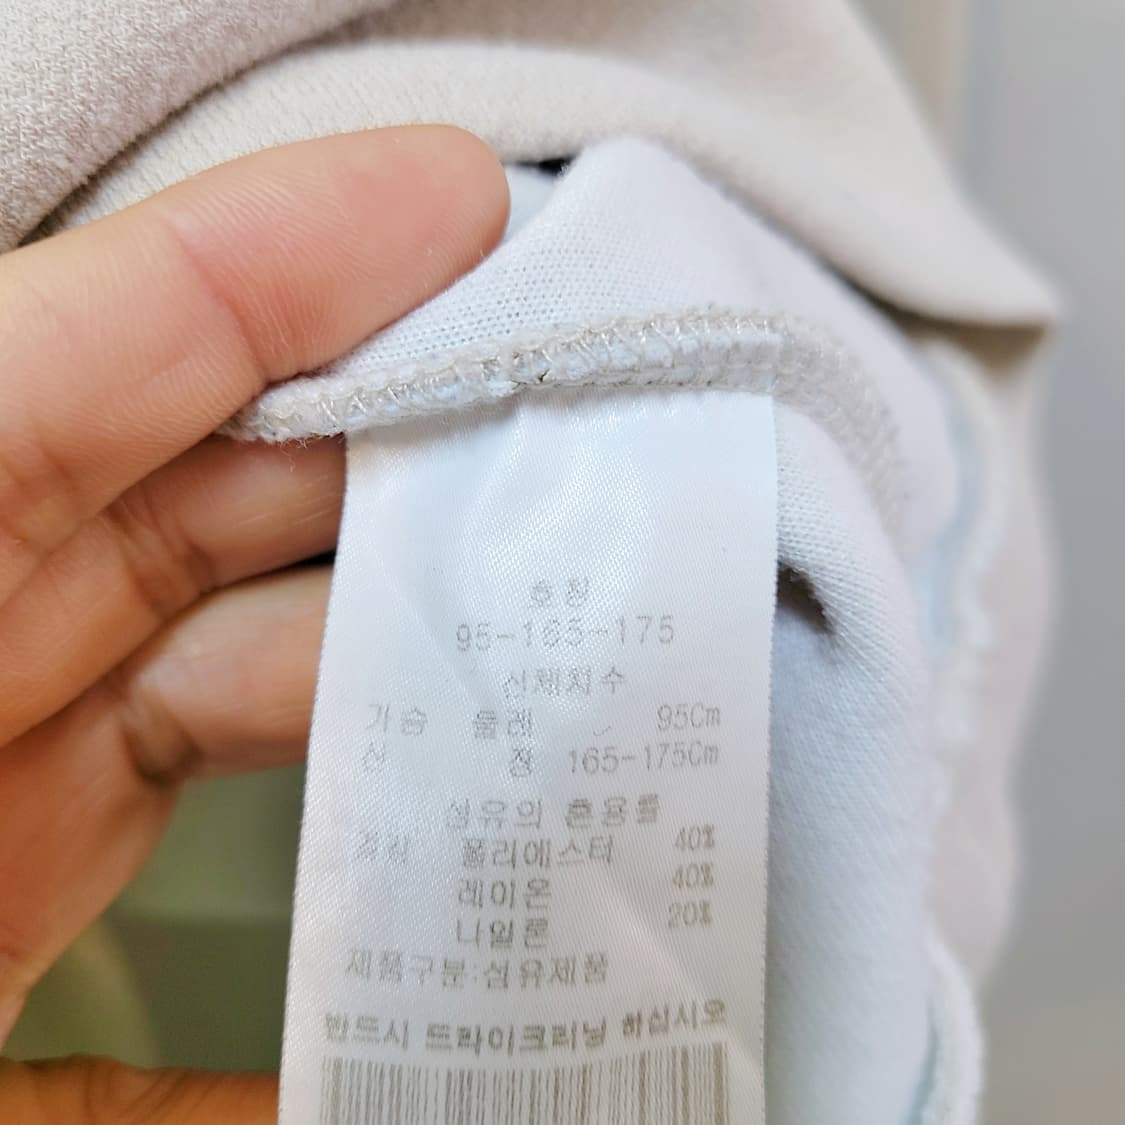 호칭
95-165-175
신체치수
가슴 둘레 95Cm
신 장 165-175Cm
섬유의 혼용률
겉감 폴리에스터 40%
레이온 40%
나일론 20%
제품구분:섬유제품
반드시 드라이크리닝 하십시오